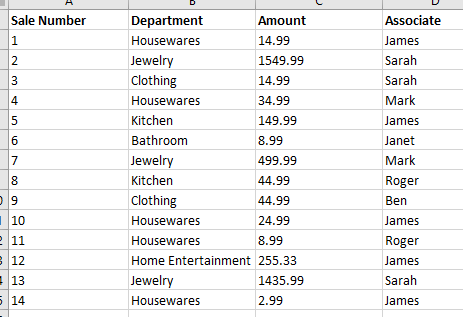 A B C D
Sale Number Department Amount Associate
1 Housewares 14.99 James
2 Jewelry 1549.99 Sarah
3 Clothing 14.99 Sarah
4 Housewares 34.99 Mark
5 Kitchen 149.99 James
6 Bathroom 8.99 Janet
7 Jewelry 499.99 Mark
8 Kitchen 44.99 Roger
9 Clothing 44.99 Ben
10 Housewares 24.99 James
11 Housewares 8.99 Roger
12 Home Entertainment 255.33 James
13 Jewelry 1435.99 Sarah
14 Housewares 2.99 James